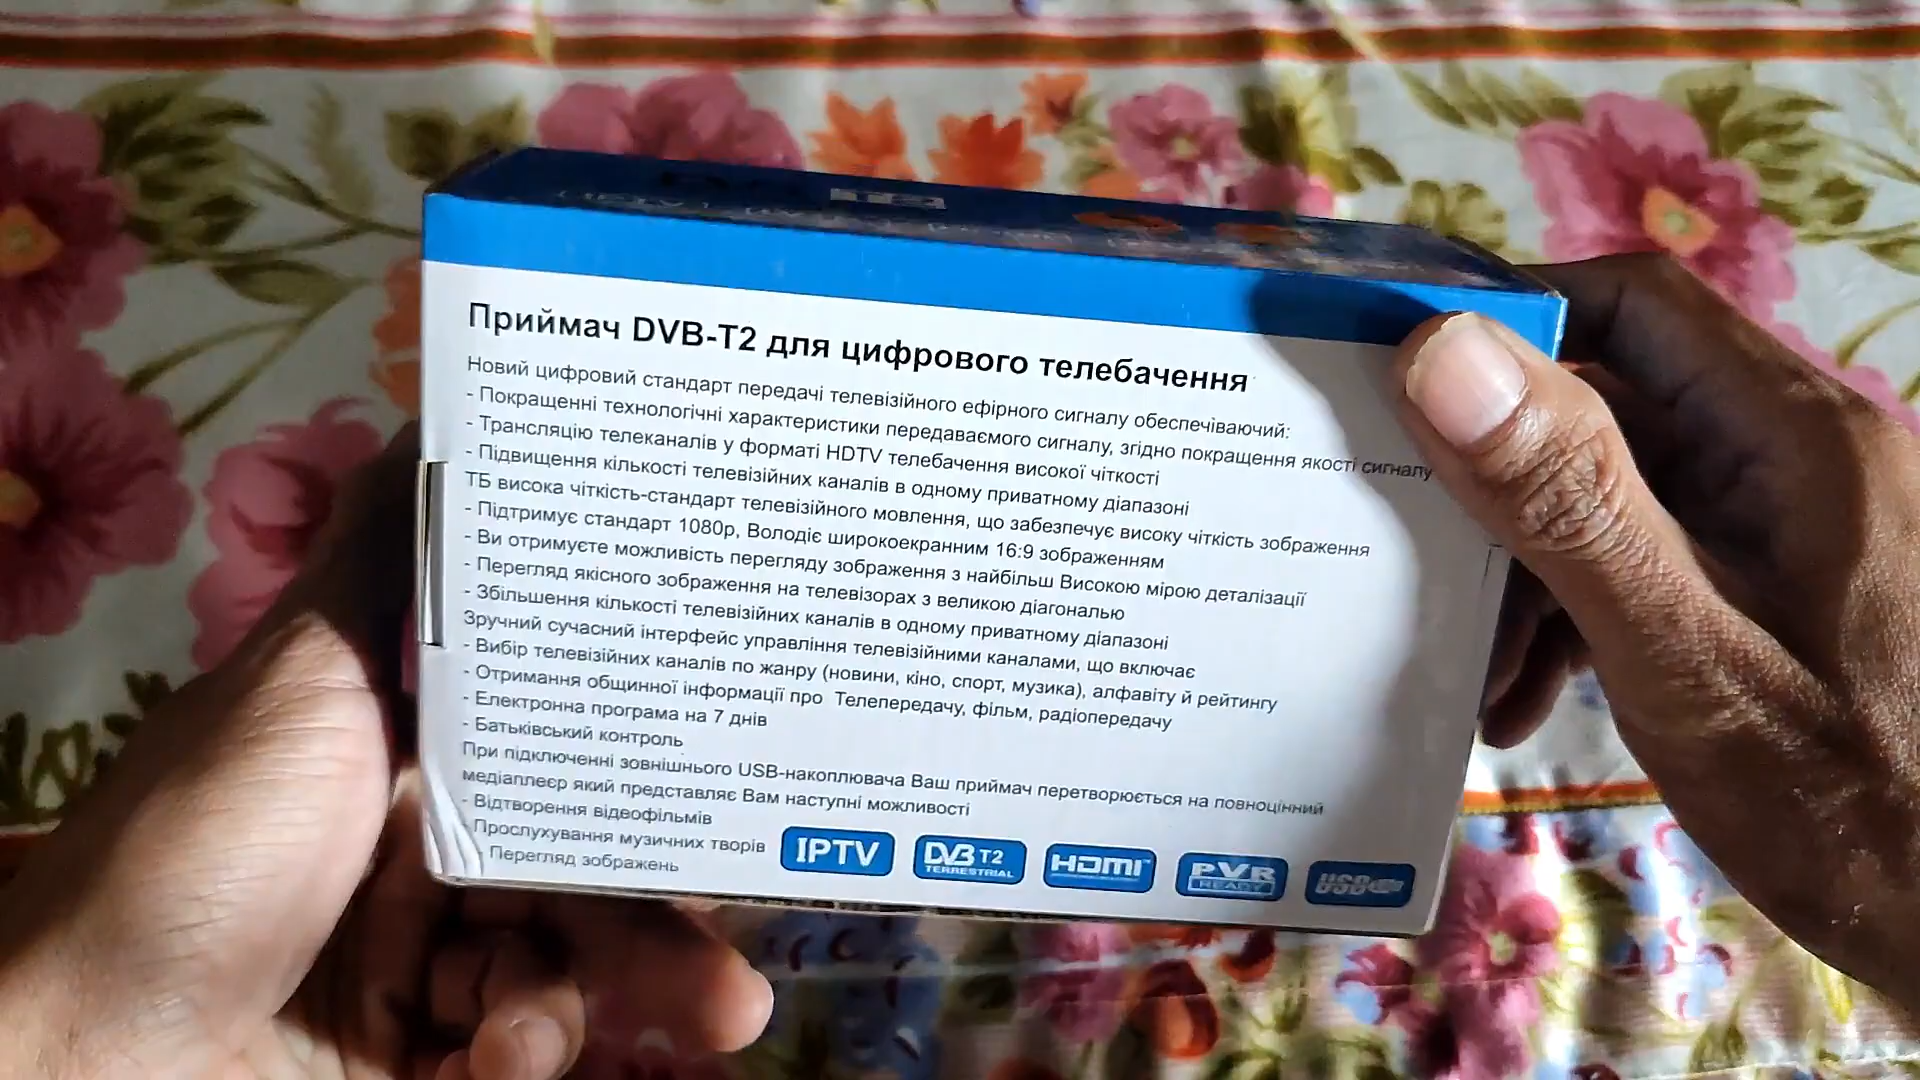 T2
Приймач DVB-T2 для цифрового телебачення
Новий цифровий стандарт передачі телевізійного ефірного сигналу обеспечіваючий:
- Покращенні технологічні характеристики передаваємого сигналу, згідно покращення якості сигналу
- Трансляцію телеканалів у форматі HDTV телебачення високої чіткості
- Підвищення кількості телевізійних каналів в одному приватному діапазоні
ТБ висока чіткість-стандарт телевізійного мовлення, що забезпечує високу чіткість зображення
- Підтримує стандарт 1080p, Володіє широкоекранним 16:9 зображенням
- Ви отримуєте можливість перегляду зображення з найбільш Високою мірою деталізації
- Перегляд якісного зображення на телевізорах з великою діагональю
- Збільшення кількості телевізійних каналів в одному приватному діапазоні
Зручний сучасний інтерфейс управління телевізійними каналами, що включає
- Вибір телевізійних каналів по жанру (новини, кіно, спорт, музика), алфавіту й рейтингу
- Отримання общинної інформації про Телепередачу, фільм, радіопередачу
- Електронна програма на 7 днів
- Батьківський контроль
При підключенні зовнішнього USB-накоплювача Ваш приймач перетворюється на повноцінний
медіаплеєр який представляє Вам наступні можливості
- Відтворення відеофільмів
- Прослухування музичних творів
- Перегляд зображень
IPTV
DVB T2
TERRESTRIAL
HDMI
PVR
READY
USB